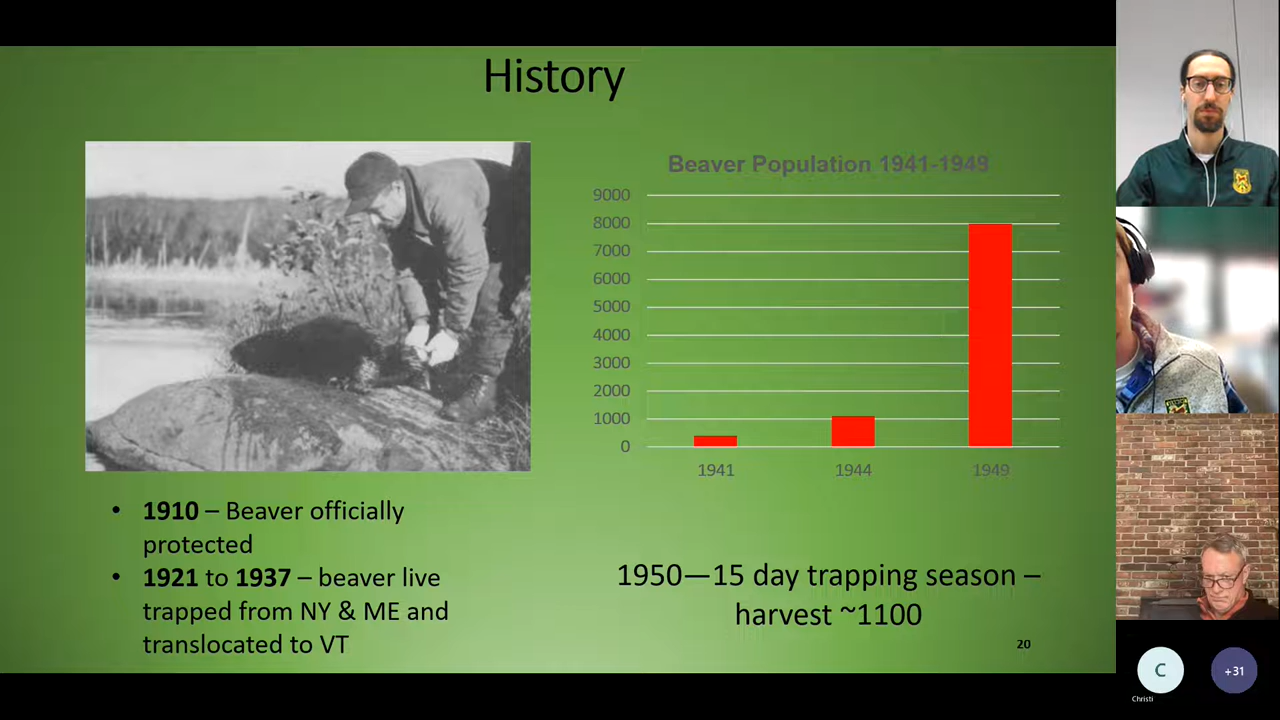 History
Beaver Population 1941-1949
9000
8000
7000
6000
5000
4000
3000
2000
1000
0
1941
1944
1949
• 1910 – Beaver officially
protected
• 1921 to 1937 – beaver live
trapped from NY & ME and
translocated to VT
1950—15 day trapping season –
harvest ~1100
20
C
+31
Christi